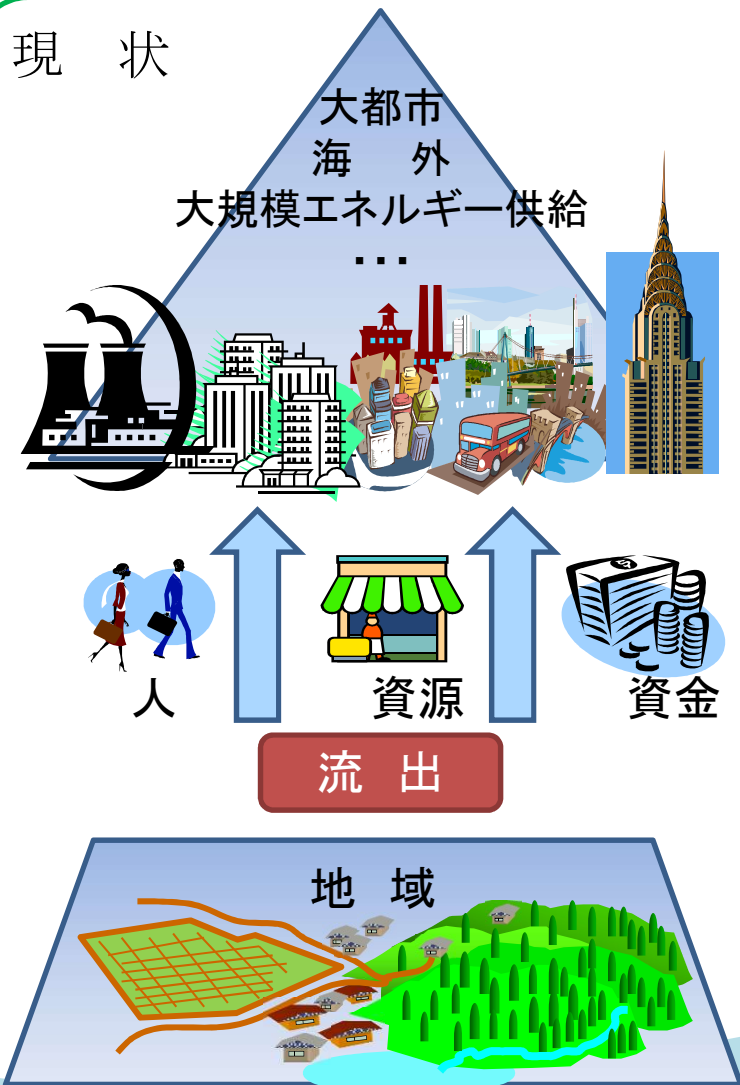 現　状
大都市
海　外
大規模エネルギー供給
・・・
人
資源
資金
流　出
地　域